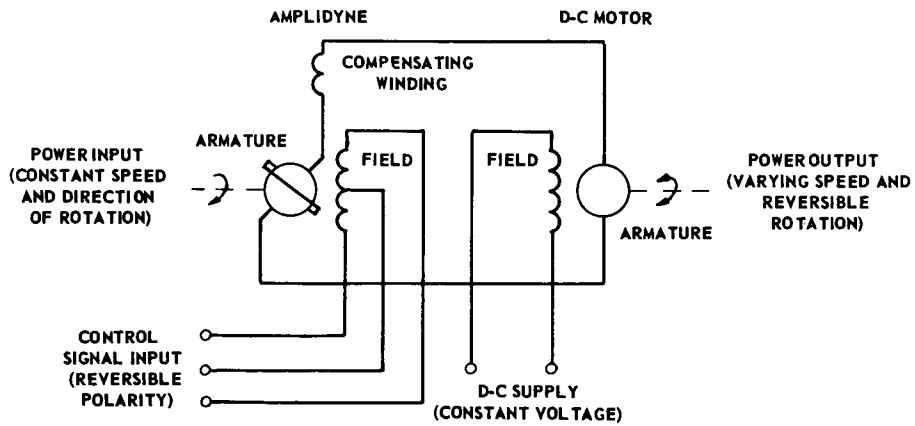 AMPLIDYNE
D-C MOTOR
COMPENSATING
WINDING
ARMATURE
FIELD
FIELD
POWER INPUT
(CONSTANT SPEED
AND DIRECTION
OF ROTATION)
POWER OUTPUT
(VARYING SPEED AND
REVERSIBLE
ROTATION)
ARMATURE
CONTROL
SIGNAL INPUT
(REVERSIBLE
POLARITY)
D-C SUPPLY
(CONSTANT VOLTAGE)